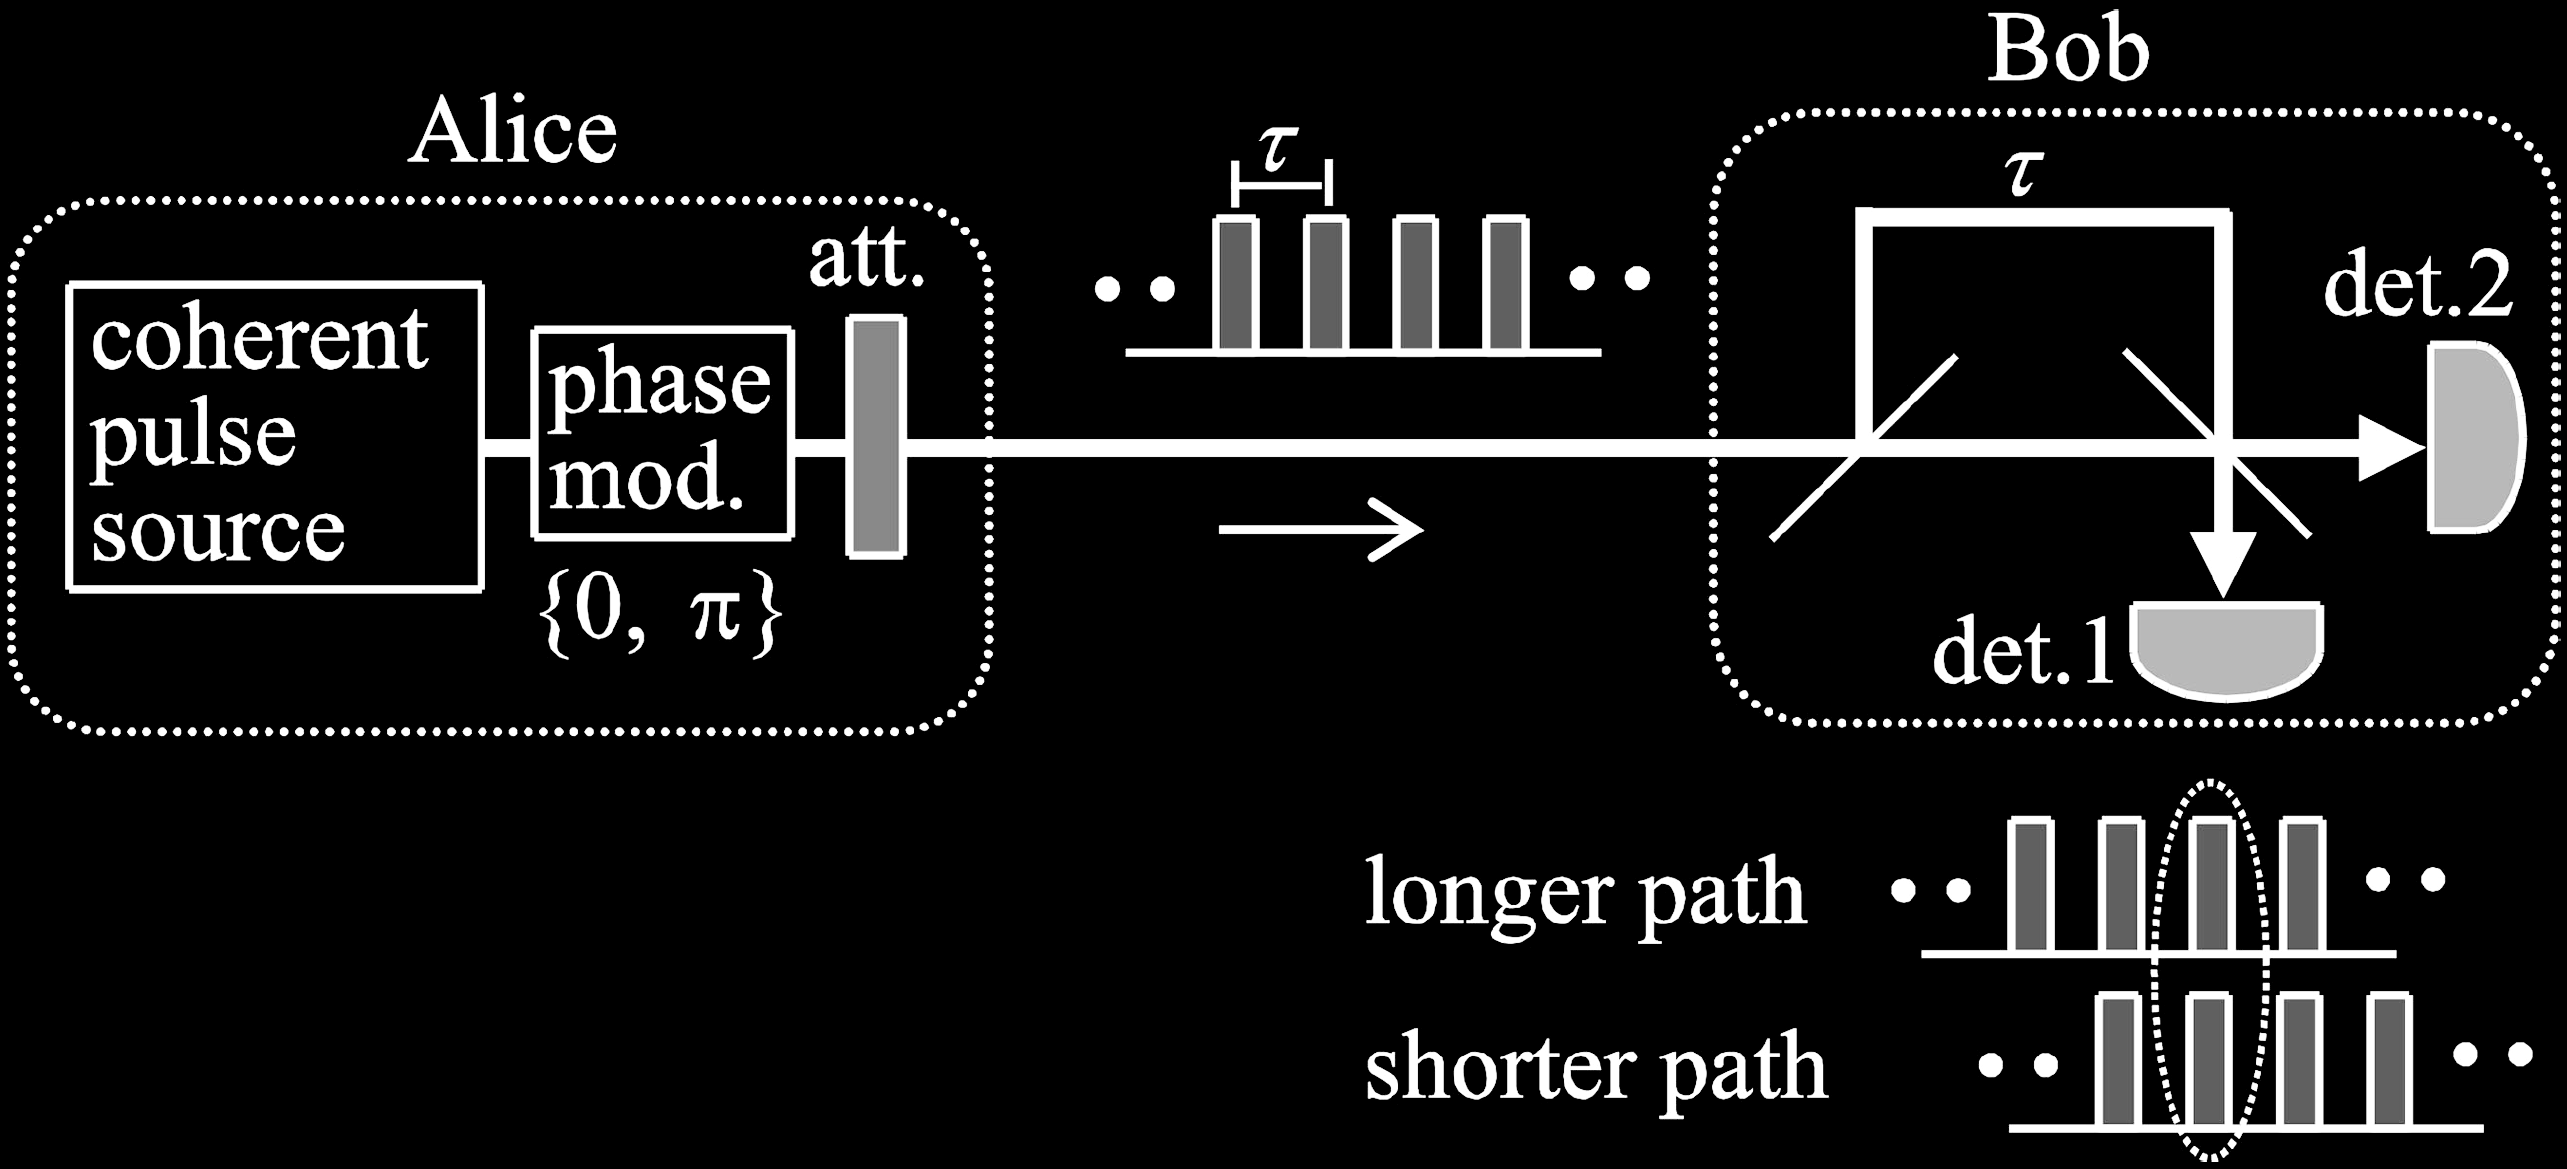 Bob
Alice
τ
τ
att.
det.2
coherent
pulse
source
phase
mod.
{0, π}
det.1
longer path
shorter path